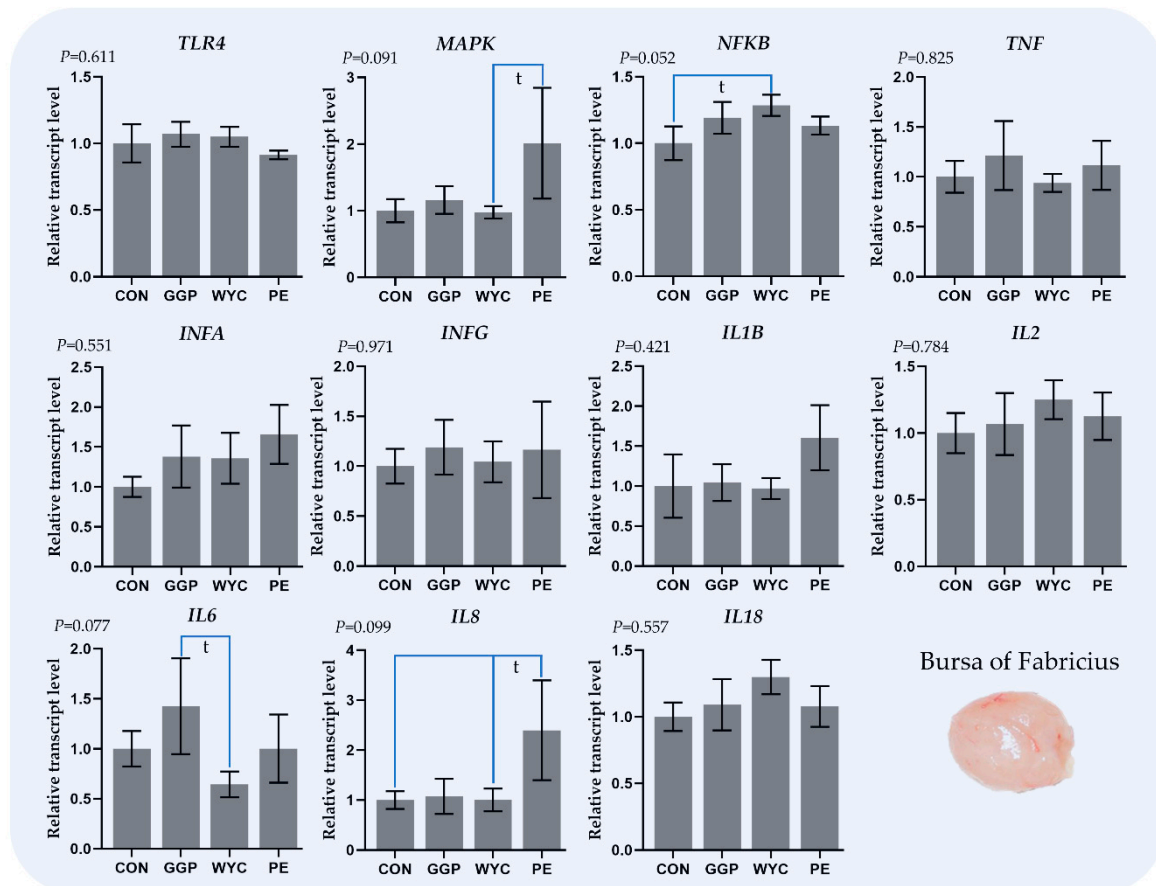 TLR4
P=0.611
Relative transcript level
1.5
1.0
0.5
0.0
CON GGP WYC PE
MAPK
P=0.091
t
Relative transcript level
3
2
1
0
CON GGP WYC PE
NFKB
P=0.052
t
Relative transcript level
1.5
1.0
0.5
0.0
CON GGP WYC PE
TNF
P=0.825
Relative transcript level
2.0
1.5
1.0
0.5
0.0
CON GGP WYC PE
INFA
P=0.551
Relative transcript level
2.5
2.0
1.5
1.0
0.5
0.0
CON GGP WYC PE
INFG
P=0.971
Relative transcript level
2.0
1.5
1.0
0.5
0.0
CON GGP WYC PE
IL1B
P=0.421
Relative transcript level
2.5
2.0
1.5
1.0
0.5
0.0
CON GGP WYC PE
IL2
P=0.784
Relative transcript level
1.5
1.0
0.5
0.0
CON GGP WYC PE
IL6
P=0.077
t
Relative transcript level
2.0
1.5
1.0
0.5
0.0
CON GGP WYC PE
IL8
P=0.099
t
Relative transcript level
4
3
2
1
0
CON GGP WYC PE
IL18
P=0.557
Relative transcript level
1.5
1.0
0.5
0.0
CON GGP WYC PE
Bursa of Fabricius